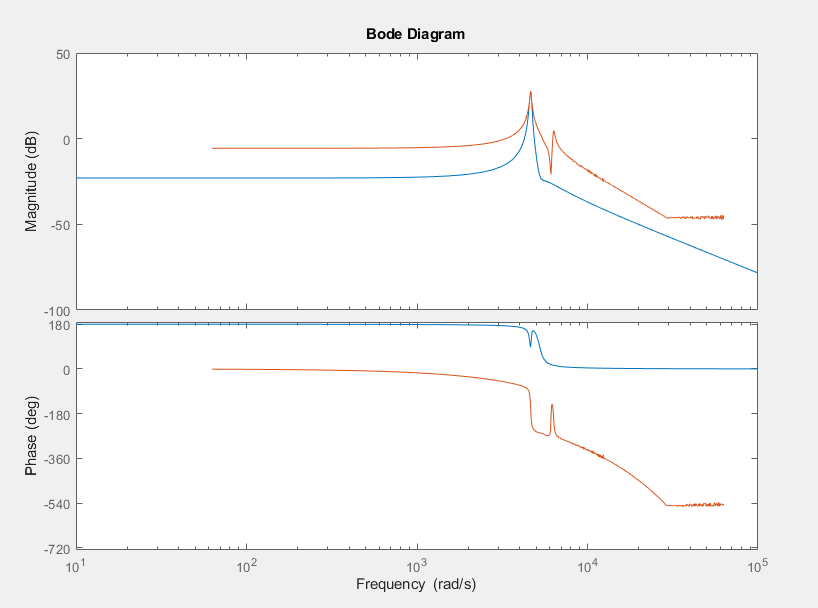 Bode Diagram
Magnitude (dB)
50
0
-50
-100
Phase (deg)
180
0
-180
-360
-540
-720
10^1 10^2 10^3 10^4 10^5
Frequency (rad/s)